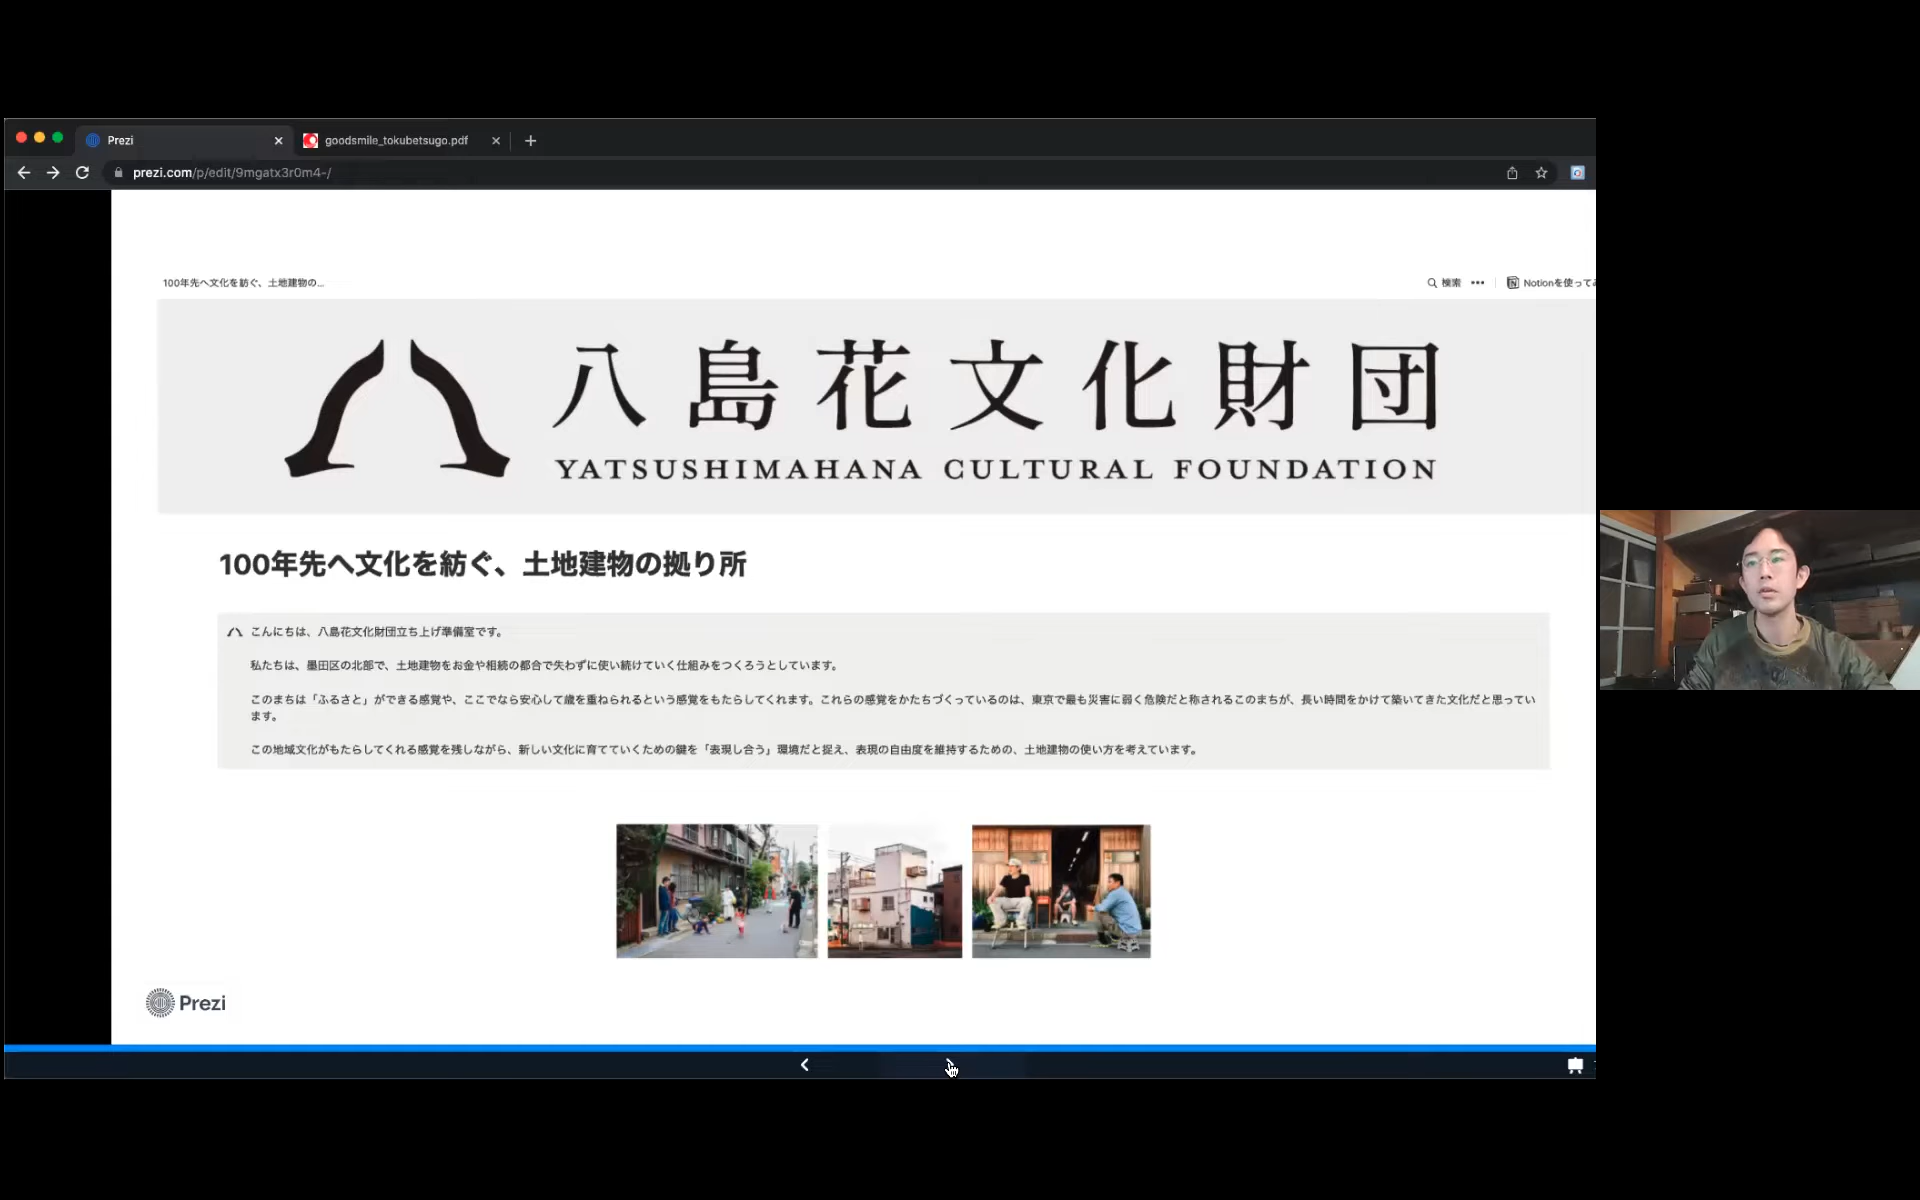 Prezi
goodsmile_tokubetsugo.pdf
prezi.com/p/edit/9mgatx3r0m4-/
100年先へ文化を紡ぐ、土地建物の...
検索
Notionを使って
八島花文化財団
YATSUSHIMAHANA CULTURAL FOUNDATION
100年先へ文化を紡ぐ、土地建物の拠り所
こんにちは、八島花文化財団立ち上げ準備室です。
私たちは、墨田区の北部で、土地建物をお金や相続の都合で失わずに使い続けていく仕組みをつくろうとしています。
このまちは「ふるさと」ができる感覚や、ここでなら安心して歳を重ねられるという感覚をもたらしてくれます。これらの感覚をかたちづくっているのは、東京で最も災害に弱く危険だと称されるこのまちが、長い時間をかけて築いてきた文化だと思ってい
ます。
この地域文化がもたらしてくれる感覚を残しながら、新しい文化に育てていくための鍵を「表現し合う」環境だと捉え、表現の自由度を維持するための、土地建物の使い方を考えています。
Prezi